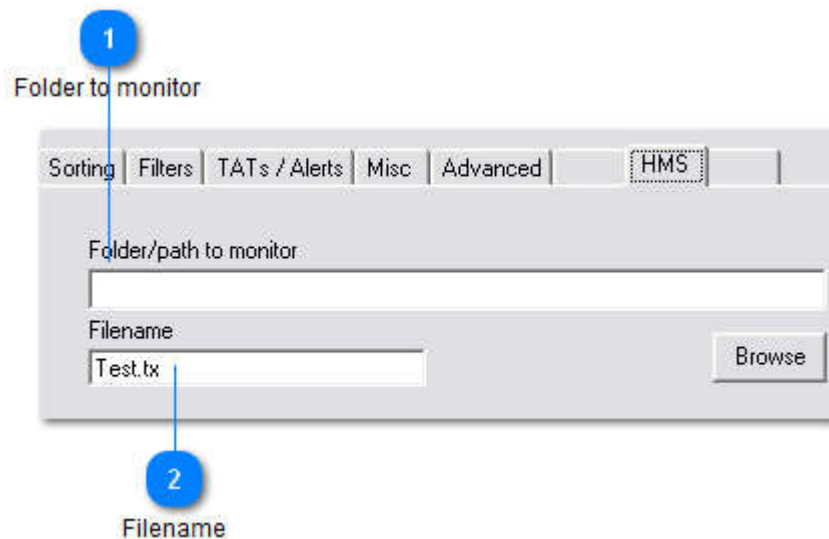 1
Folder to monitor
Sorting Filters TATs / Alerts Misc Advanced HMS
Folder/path to monitor
Filename
Test.tx
Browse
2
Filename